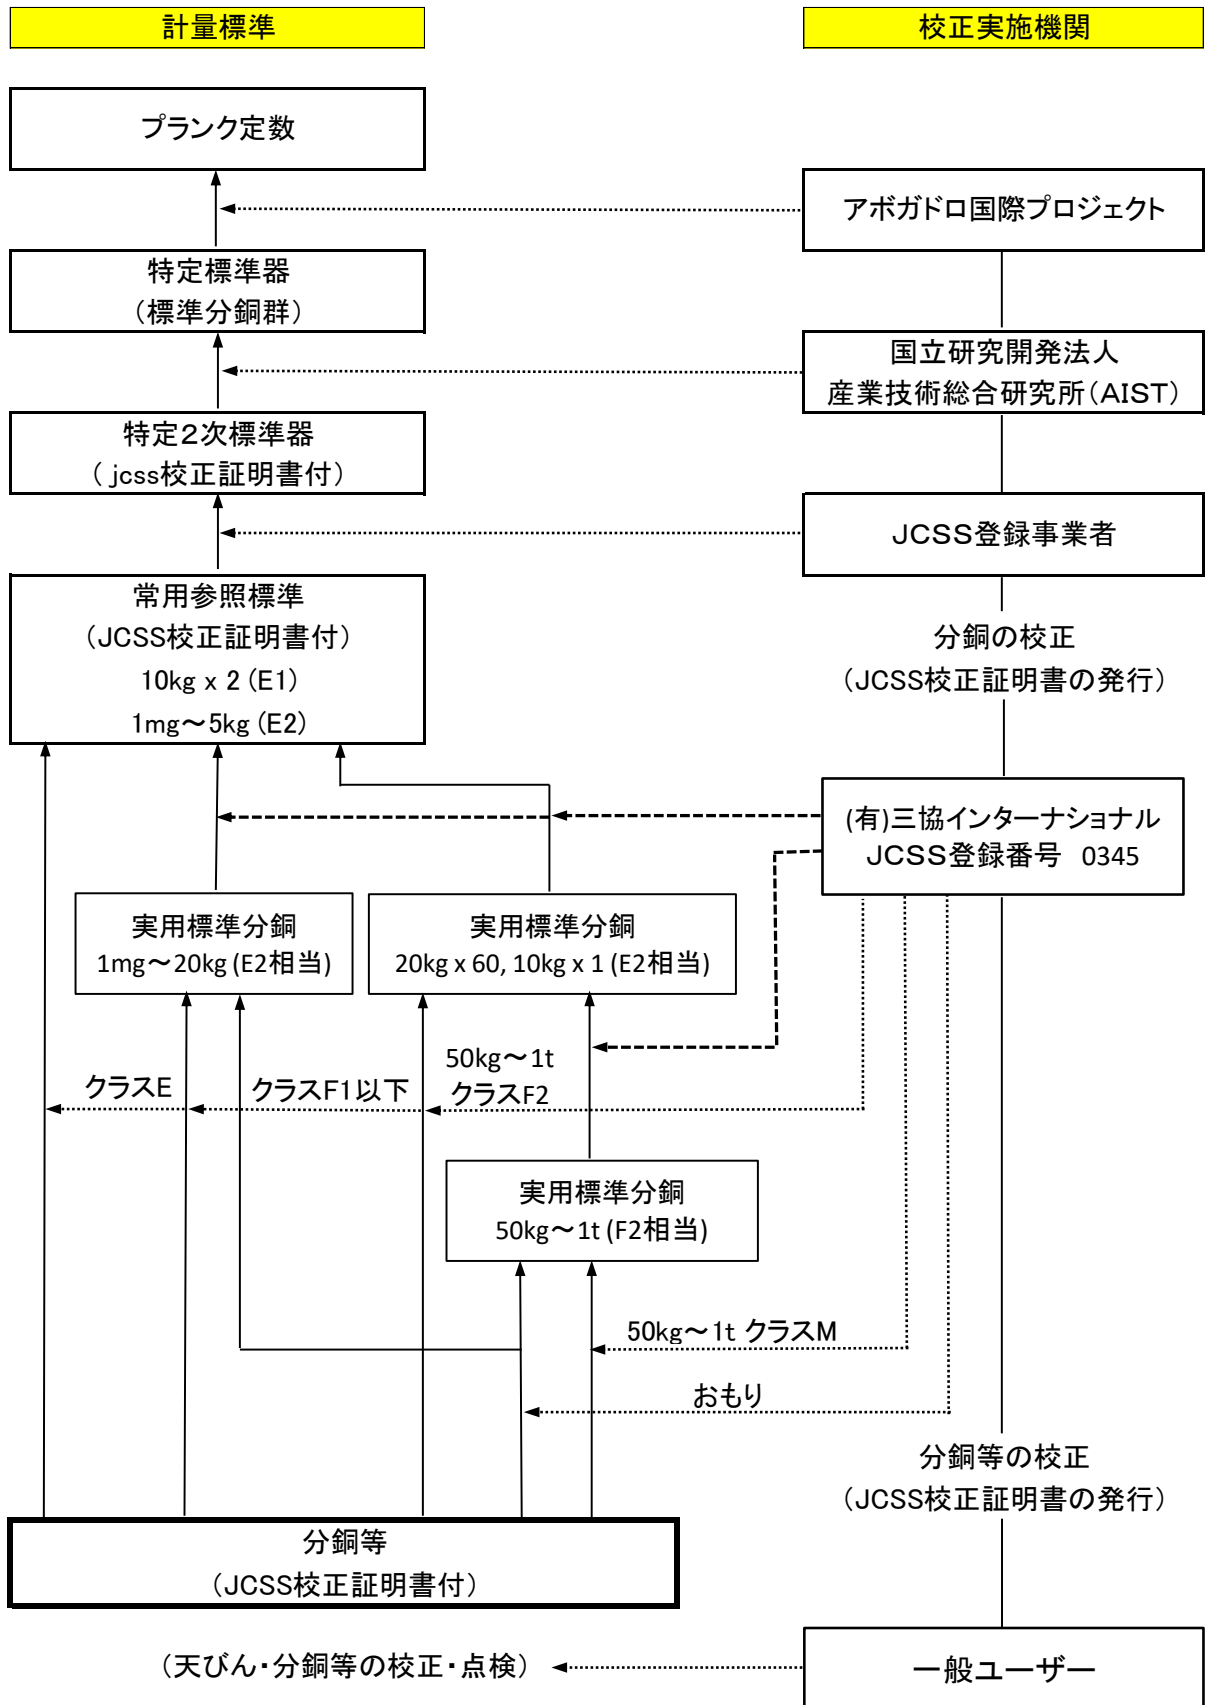 計量標準
校正実施機関
プランク定数
アボガドロ国際プロジェクト
特定標準器
（標準分銅群）
国立研究開発法人
産業技術総合研究所（ＡＩＳＴ）
特定２次標準器
（ jcss校正証明書付）
ＪＣＳＳ登録事業者
常用参照標準
（JCSS校正証明書付）
10kg x 2 (E1)
1mg～5kg (E2)
分銅の校正
（JCSS校正証明書の発行）
(有)三協インターナショナル
ＪＣＳＳ登録番号 0345
実用標準分銅
1mg～20kg (E2相当)
実用標準分銅
20kg x 60, 10kg x 1 (E2相当)
50kg～1t
クラスF2
クラスE
クラスF1以下
実用標準分銅
50kg～1t (F2相当)
50kg～1t クラスM
おもり
分銅等の校正
（JCSS校正証明書の発行）
分銅等
（JCSS校正証明書付）
（天びん・分銅等の校正・点検）
一般ユーザー